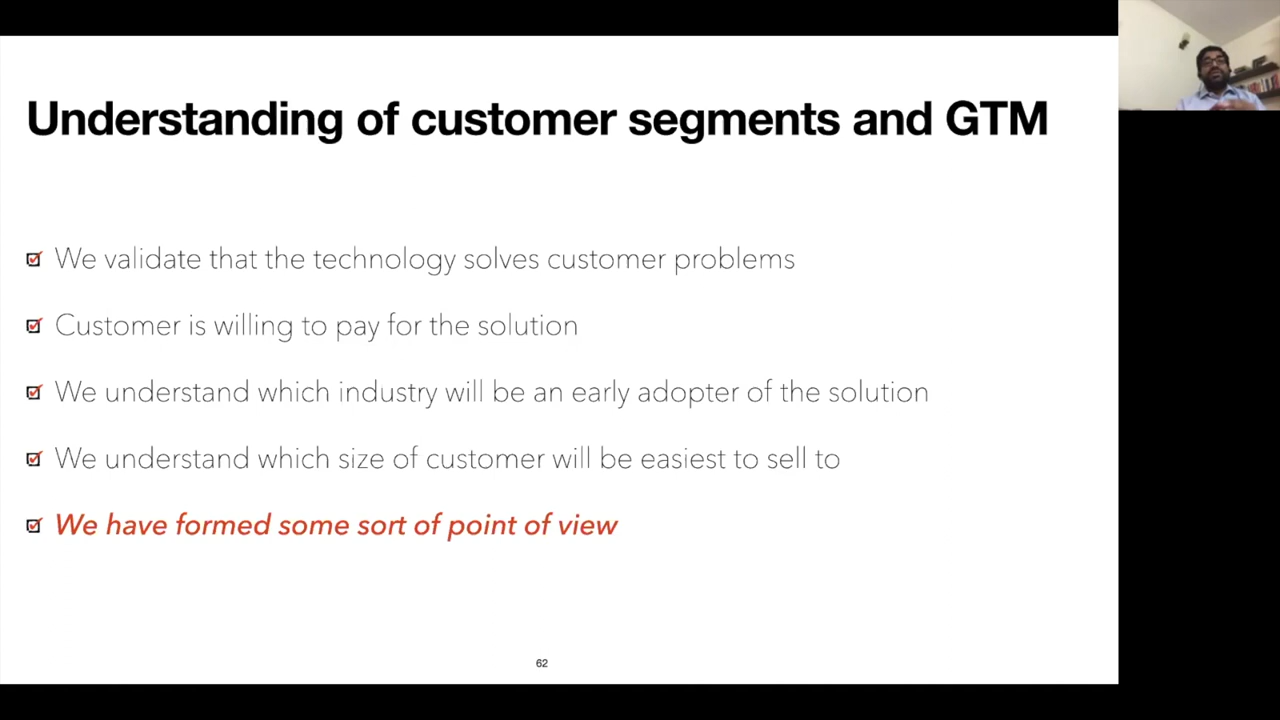 Understanding of customer segments and GTM
We validate that the technology solves customer problems
Customer is willing to pay for the solution
We understand which industry will be an early adopter of the solution
We understand which size of customer will be easiest to sell to
We have formed some sort of point of view
62